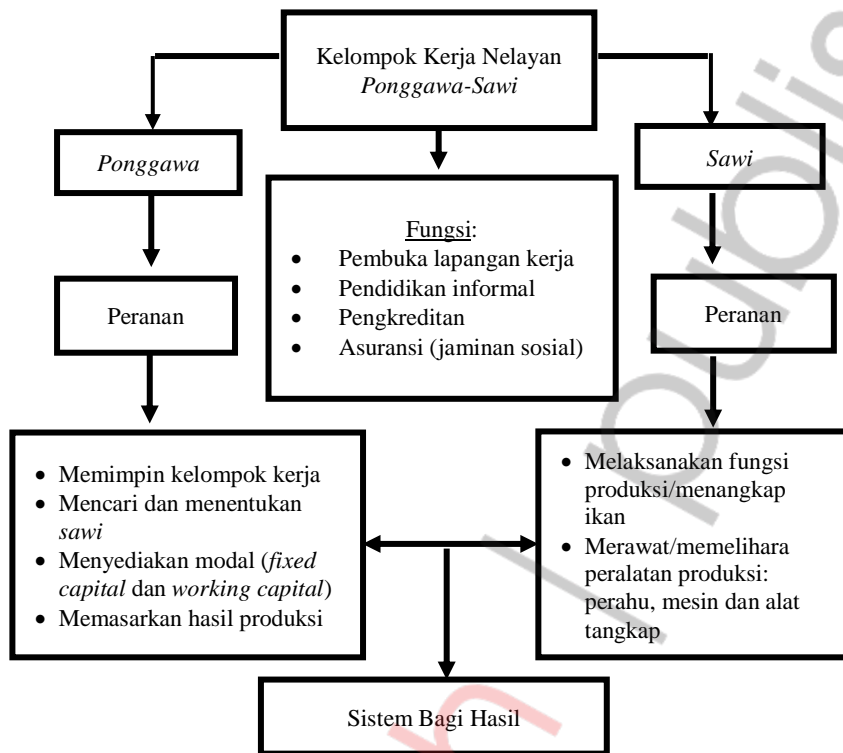 Kelompok Kerja Nelayan
Ponggawa-Sawi
Ponggawa
Sawi
Fungsi:
• Pembuka lapangan kerja
• Pendidikan informal
• Pengkreditan
• Asuransi (jaminan sosial)
Peranan
Peranan
• Memimpin kelompok kerja
• Mencari dan menentukan
sawi
• Menyediakan modal (fixed
capital dan working capital)
• Memasarkan hasil produksi
• Melaksanakan fungsi
produksi/menangkap
ikan
• Merawat/memelihara
peralatan produksi:
perahu, mesin dan alat
tangkap
Sistem Bagi Hasil